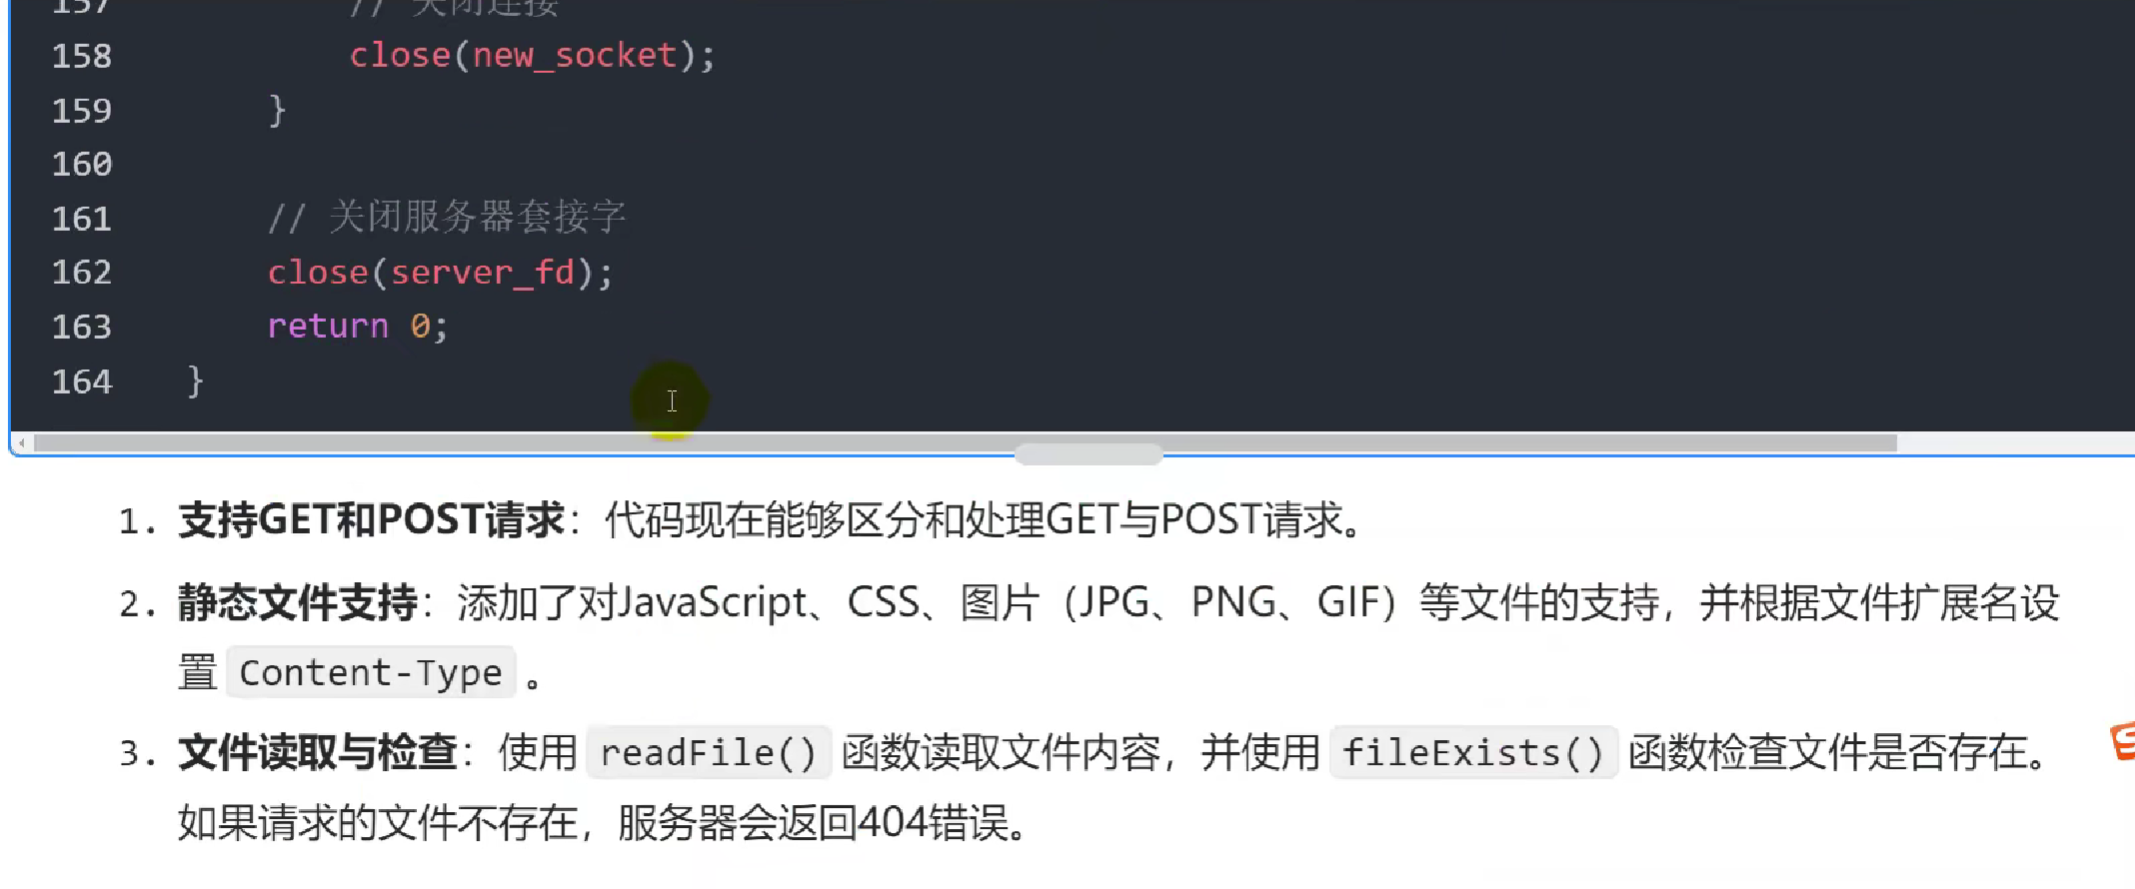 157 // 关闭连接
158 close(new_socket);
159 }
160
161 // 关闭服务器套接字
162 close(server_fd);
163 return 0;
164 }
1. 支持GET和POST请求：代码现在能够区分和处理GET与POST请求。
2. 静态文件支持：添加了对JavaScript、CSS、图片（JPG、PNG、GIF）等文件的支持，并根据文件扩展名设
置 Content-Type 。
3. 文件读取与检查：使用 readFile() 函数读取文件内容，并使用 fileExists() 函数检查文件是否存在。
如果请求的文件不存在，服务器会返回404错误。